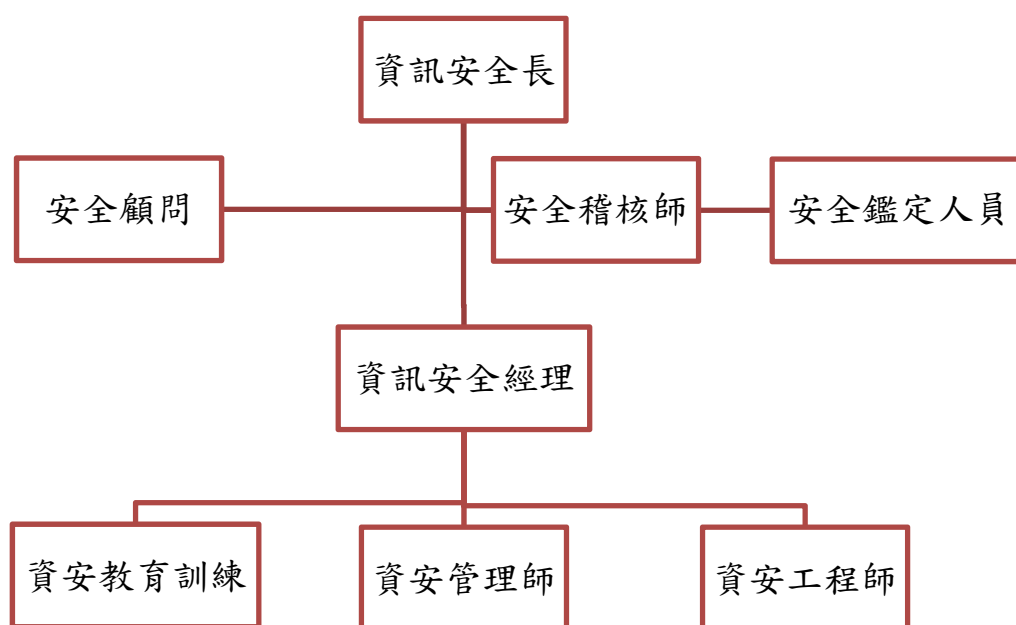 資訊安全長
安全顧問
安全稽核師
安全鑑定人員
資訊安全經理
資安教育訓練
資安管理師
資安工程師